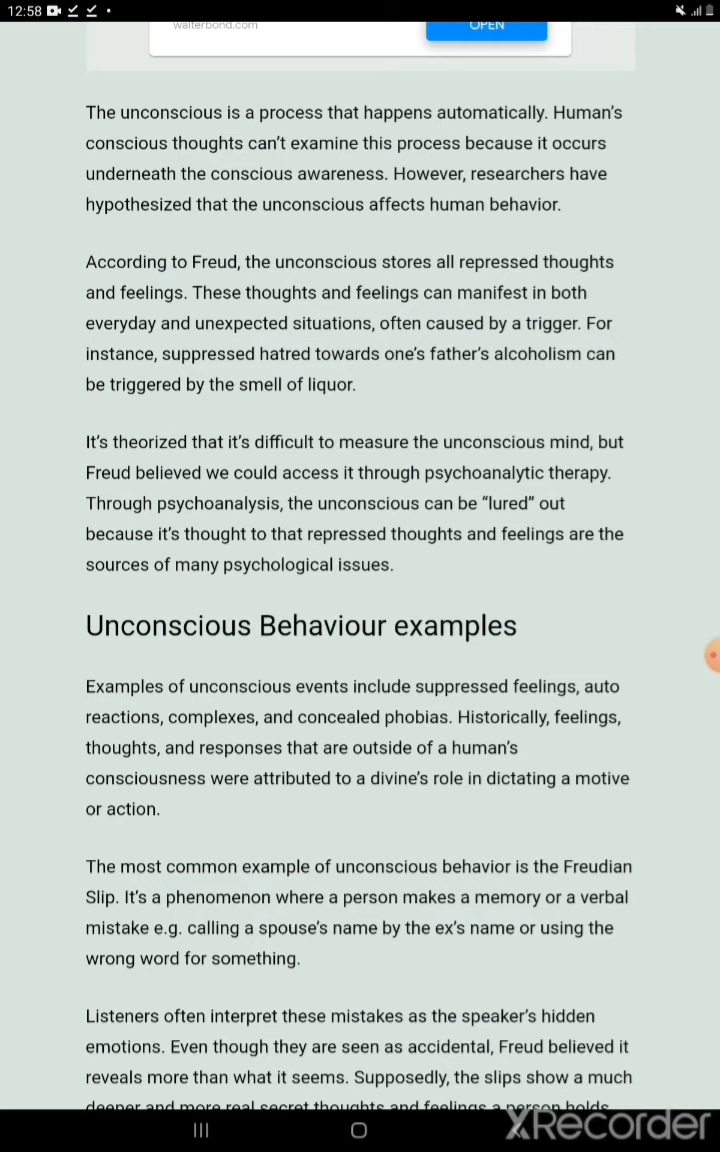 12:58
walterbond.com
OPEN
The unconscious is a process that happens automatically. Human’s
conscious thoughts can’t examine this process because it occurs
underneath the conscious awareness. However, researchers have
hypothesized that the unconscious affects human behavior.
According to Freud, the unconscious stores all repressed thoughts
and feelings. These thoughts and feelings can manifest in both
everyday and unexpected situations, often caused by a trigger. For
instance, suppressed hatred towards one’s father’s alcoholism can
be triggered by the smell of liquor.
It’s theorized that it’s difficult to measure the unconscious mind, but
Freud believed we could access it through psychoanalytic therapy.
Through psychoanalysis, the unconscious can be “lured” out
because it’s thought to that repressed thoughts and feelings are the
sources of many psychological issues.
Unconscious Behaviour examples
Examples of unconscious events include suppressed feelings, auto
reactions, complexes, and concealed phobias. Historically, feelings,
thoughts, and responses that are outside of a human’s
consciousness were attributed to a divine’s role in dictating a motive
or action.
The most common example of unconscious behavior is the Freudian
Slip. It’s a phenomenon where a person makes a memory or a verbal
mistake e.g. calling a spouse’s name by the ex’s name or using the
wrong word for something.
Listeners often interpret these mistakes as the speaker’s hidden
emotions. Even though they are seen as accidental, Freud believed it
reveals more than what it seems. Supposedly, the slips show a much
deeper and more real secret thoughts and feelings a person holds
XRecorder